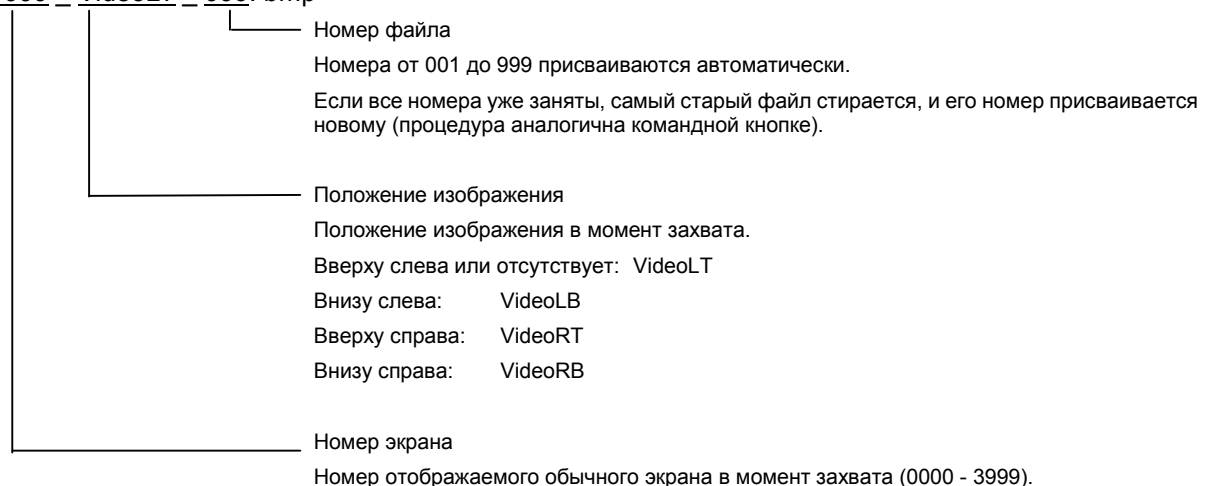 .bmp
Номер файла
Номера от 001 до 999 присваиваются автоматически.
Если все номера уже заняты, самый старый файл стирается, и его номер присваивается
новому (процедура аналогична командной кнопке).
Положение изображения
Положение изображения в момент захвата.
Вверху слева или отсутствует: VideoLT
Внизу слева: VideoLB
Вверху справа: VideoRT
Внизу справа: VideoRB
Номер экрана
Номер отображаемого обычного экрана в момент захвата (0000 - 3999).